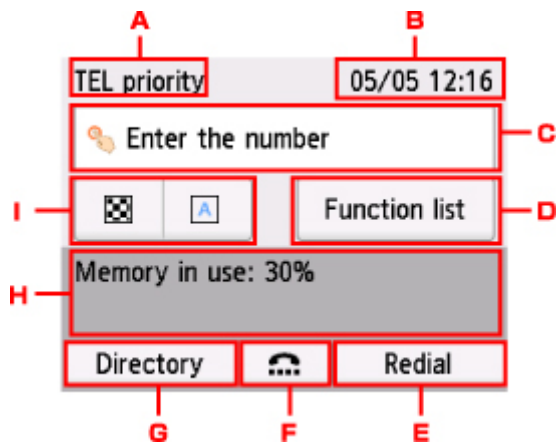 A
B
TEL priority 05/05 12:16
Enter the number
C
I
A
Function list
D
Memory in use: 30%
H
Directory
Redial
G
F
E